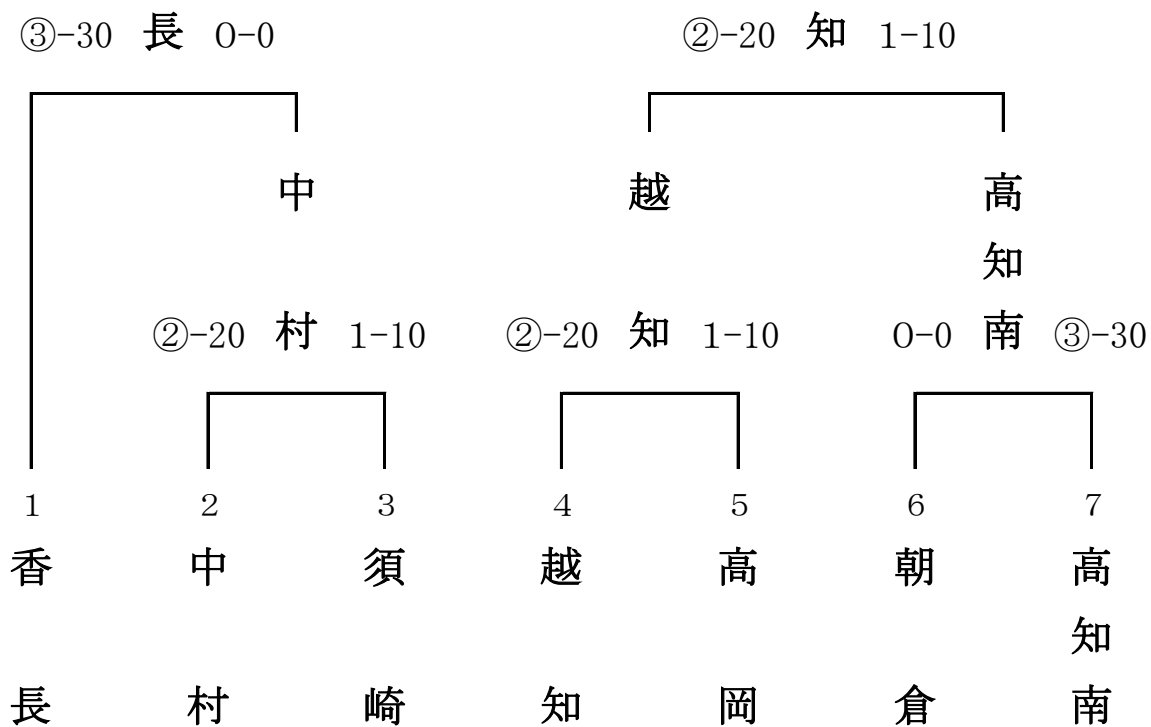 ③-30 長 0-0
②-20 知 1-10
中村
越知
高知南
②-20 1-10
②-20 1-10
0-0 ③-30
1 2 3 4 5 6 7
香長
中村
須崎
越知
高岡
朝倉
高知南